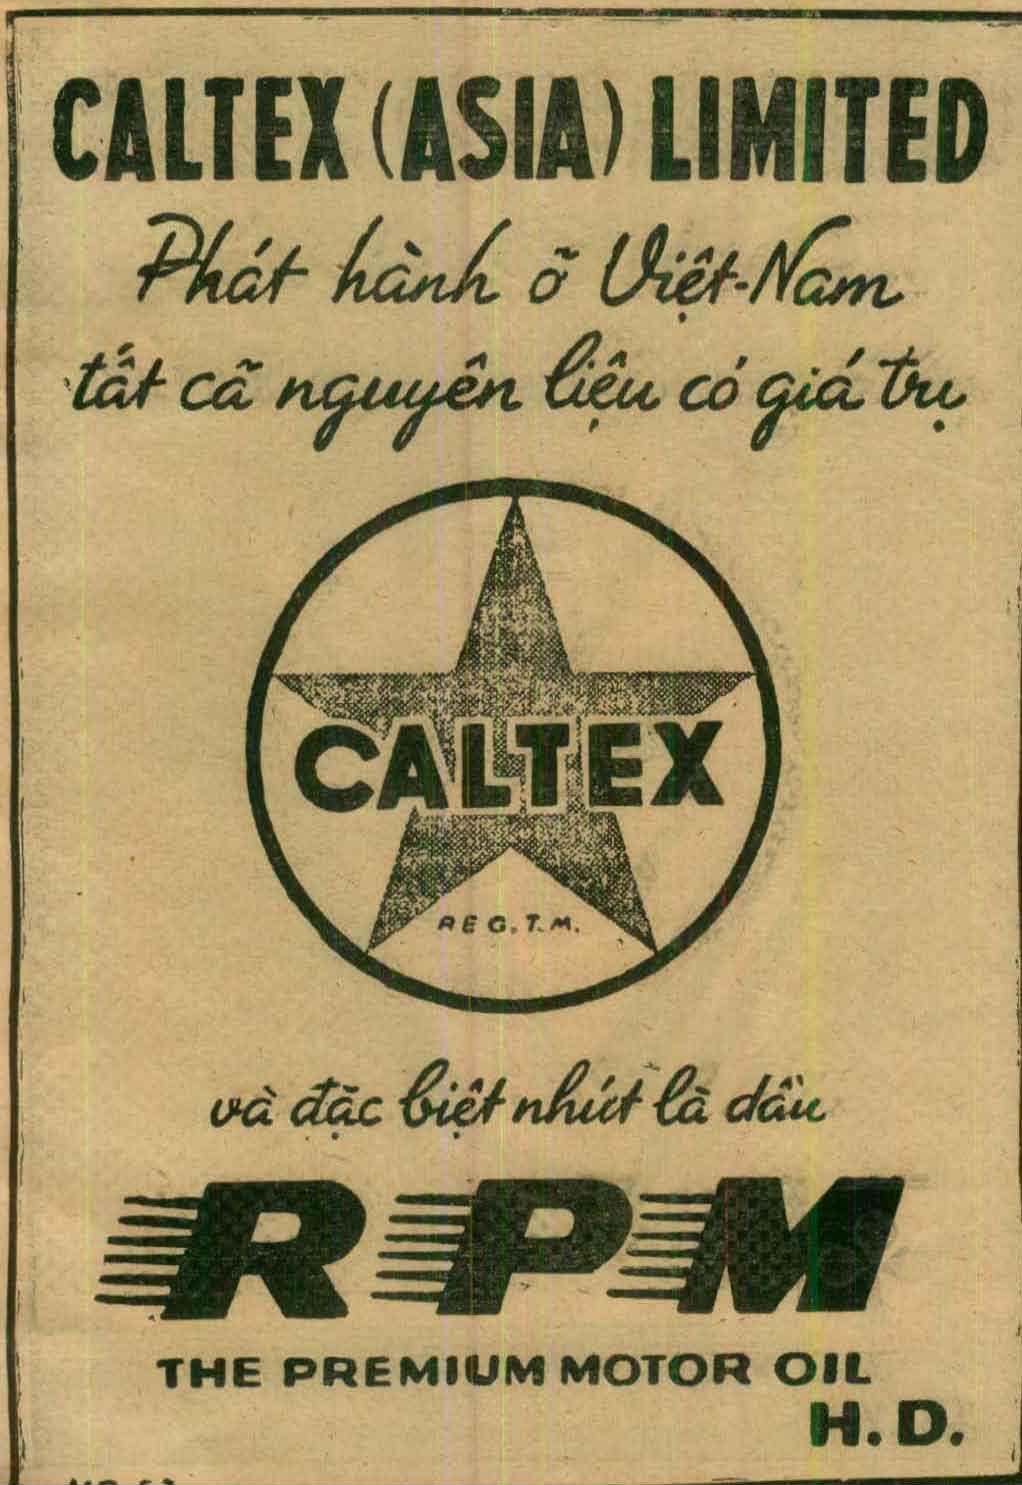 CALTEX (ASIA) LIMITED
Phát hành ỡ Việt-Nam
tất cã nguyên liệu có giá trị
CALTEX
REG. T. M.
và đặc biệt nhứt là dầu
RPM
THE PREMIUM MOTOR OIL
H. D.